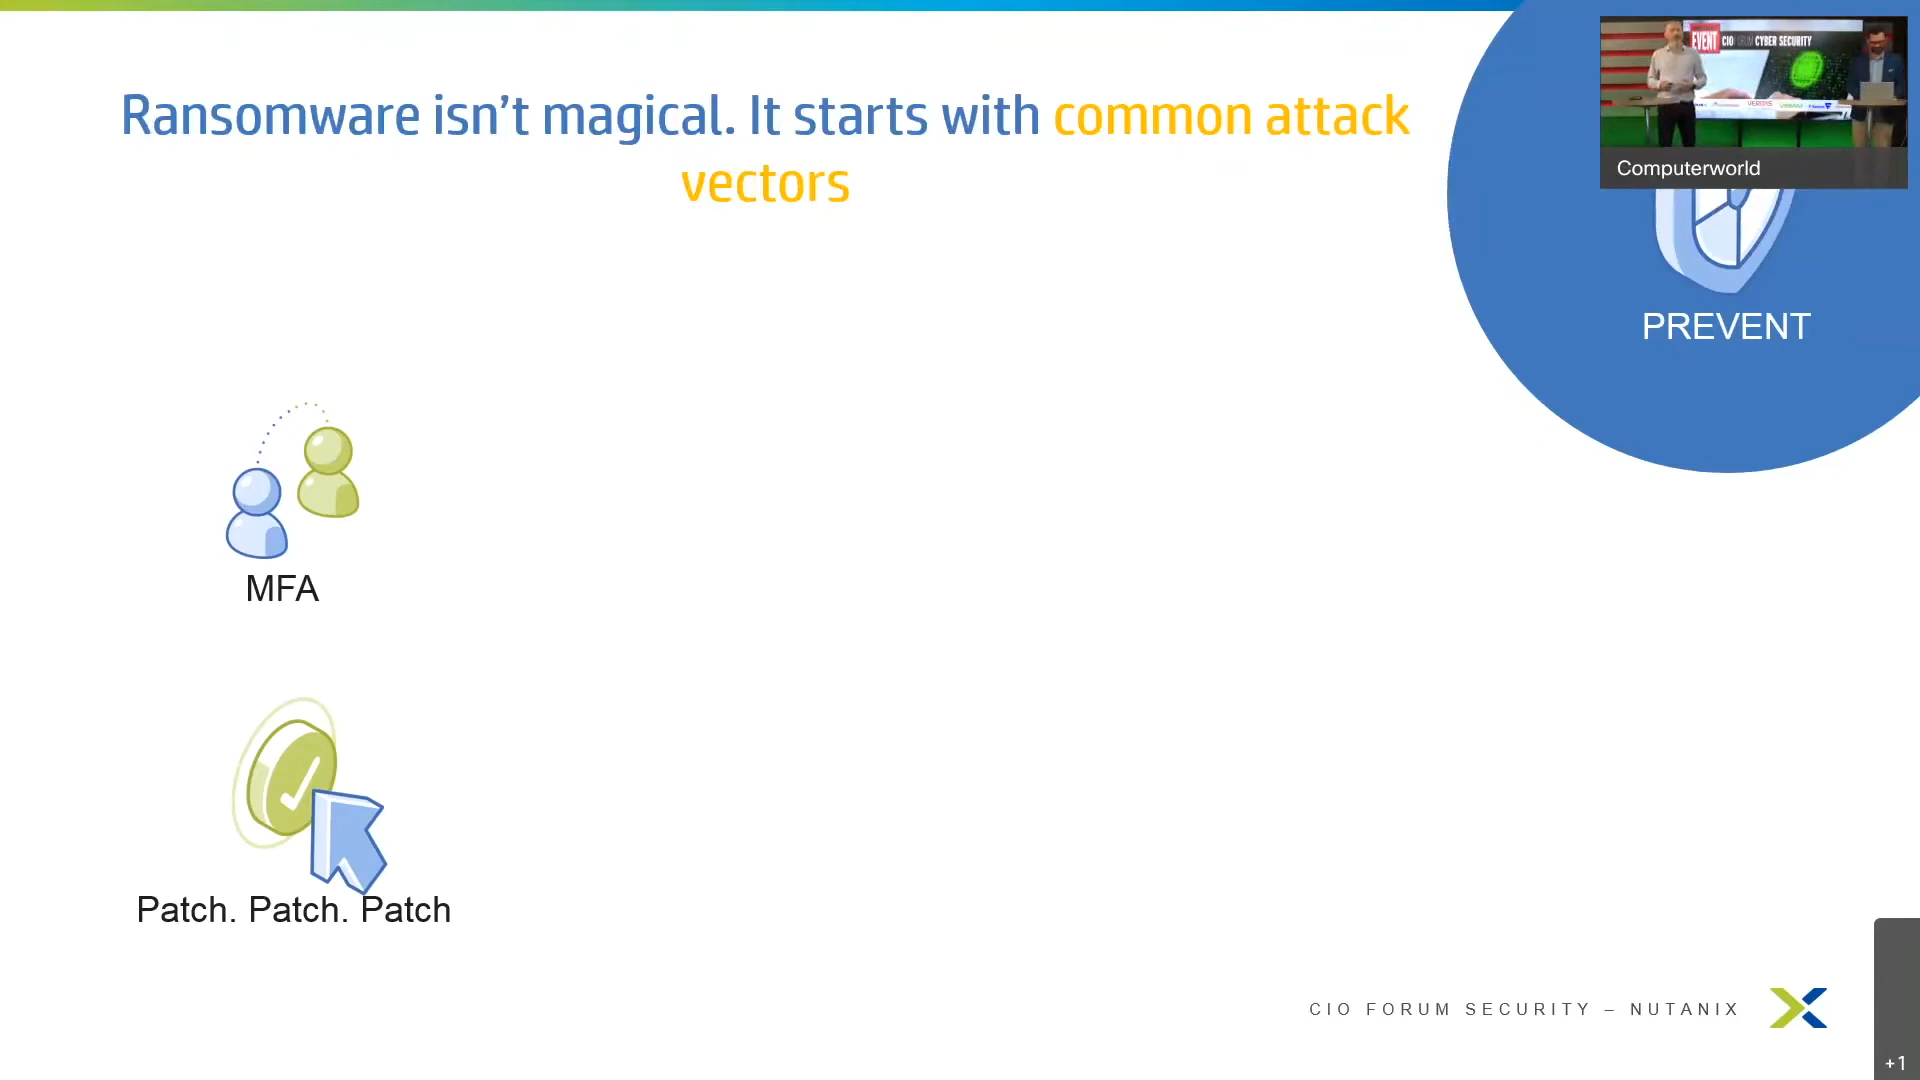 Ransomware isn’t magical. It starts with common attack
vectors
EVENT CIO CYBER SECURITY
Computerworld
PREVENT
MFA
Patch. Patch. Patch
CIO FORUM SECURITY – NUTANIX
+1